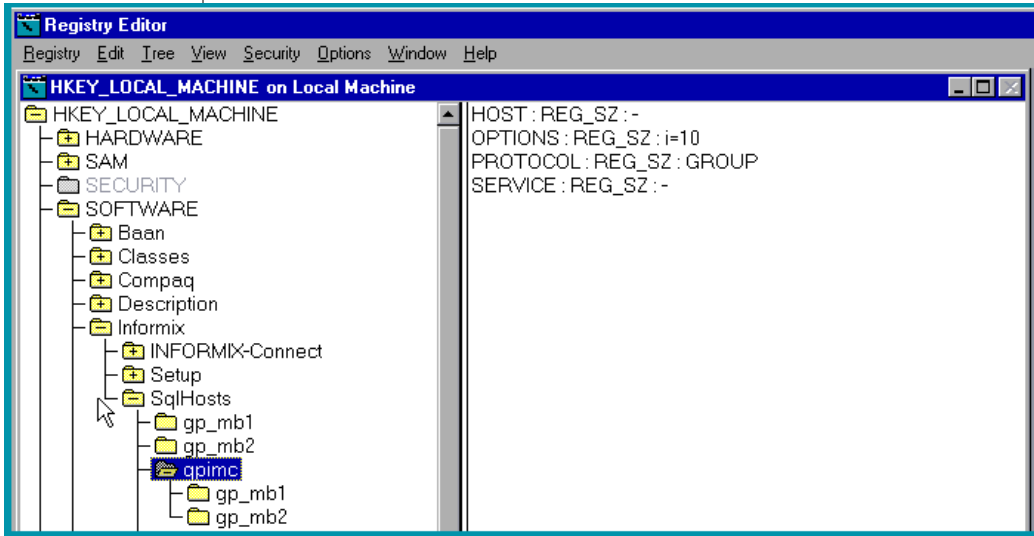 Registry Editor
Registry Edit Tree View Security Options Window Help
HKEY_LOCAL_MACHINE on Local Machine
HKEY_LOCAL_MACHINE
HARDWARE
SAM
SECURITY
SOFTWARE
Baan
Classes
Compaq
Description
Informix
INFORMIX-Connect
Setup
SqlHosts
gp_mb1
gp_mb2
gpimc
gp_mb1
gp_mb2
HOST : REG_SZ : -
OPTIONS : REG_SZ : i=10
PROTOCOL : REG_SZ : GROUP
SERVICE : REG_SZ : -